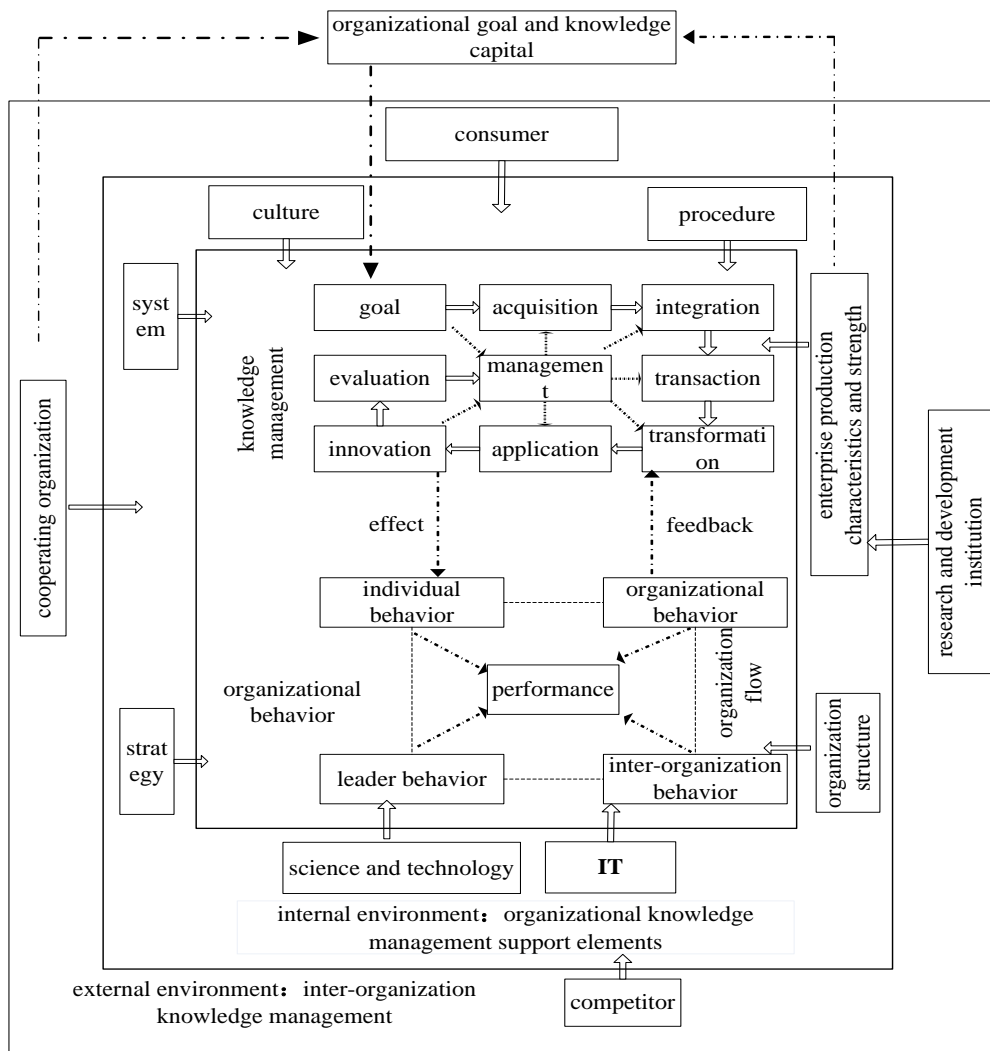 organizational goal and knowledge
capital
consumer
culture
procedure
syst
em
goal
acquisition
integration
knowledge
management
evaluation
managemen
t
transaction
innovation
application
transformati
on
enterprise production
characteristics and strength
cooperating organization
research and development
institution
effect
feedback
individual
behavior
organizational
behavior
organizational
behavior
performance
organization
flow
strat
egy
leader behavior
inter-organization
behavior
organization
structure
science and technology
IT
internal environment：organizational knowledge
management support elements
external environment：inter-organization
knowledge management
competitor